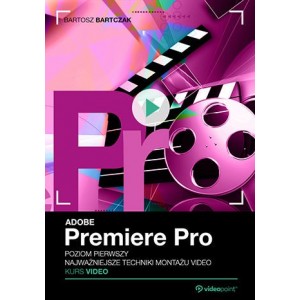 BARTOSZ BARTCZAK
Pr
ADOBE
Premiere Pro
POZIOM PIERWSZY
NAJWAŻNIEJSZE TECHNIKI MONTAŻU VIDEO
KURS VIDEO
videopoint